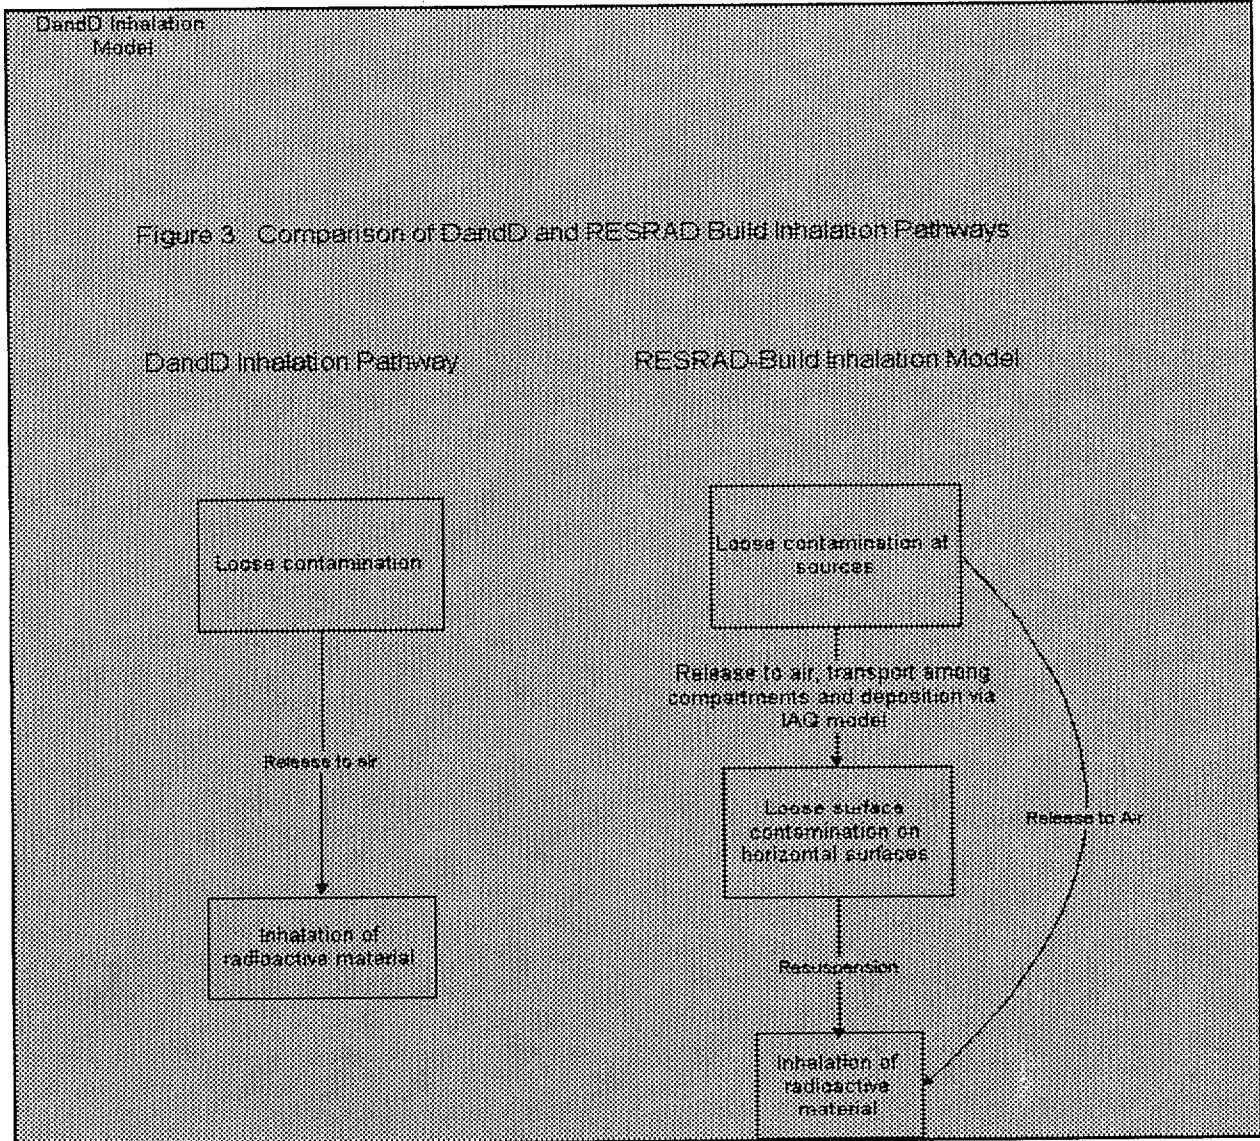 DandD Inhalation
Model
Figure 3. Comparison of DandD and RESRAD Build Inhalation Pathways
DandD Inhalation Pathway
RESRAD-Build Inhalation Model
Loose contamination
Release to air
Inhalation of
radioactive material
Loose contamination at
sources
Release to air, transport among
compartments and deposition via
IAQ model
Loose surface
contamination on
horizontal surfaces
Release to Air
Resuspension
Inhalation of
radioactive
material